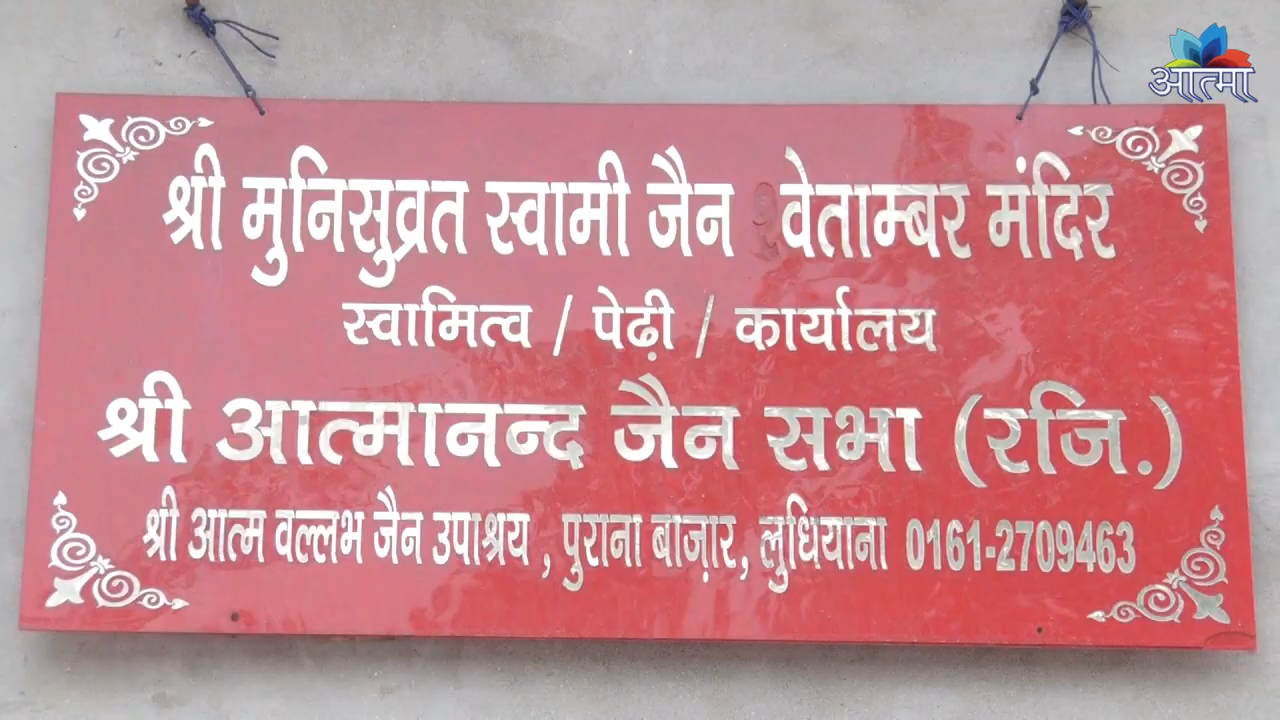 आत्मा
श्री मुनिसुव्रत स्वामी जैन वेताम्बर मंदिर
स्वामित्व / पेढ़ी / कार्यालय
श्री आत्मानन्द जैन सभा (रजि.)
श्री आत्म वल्लभ जैन उपाश्रय , पुराना बाज़ार, लुधियाना 0161-2709463